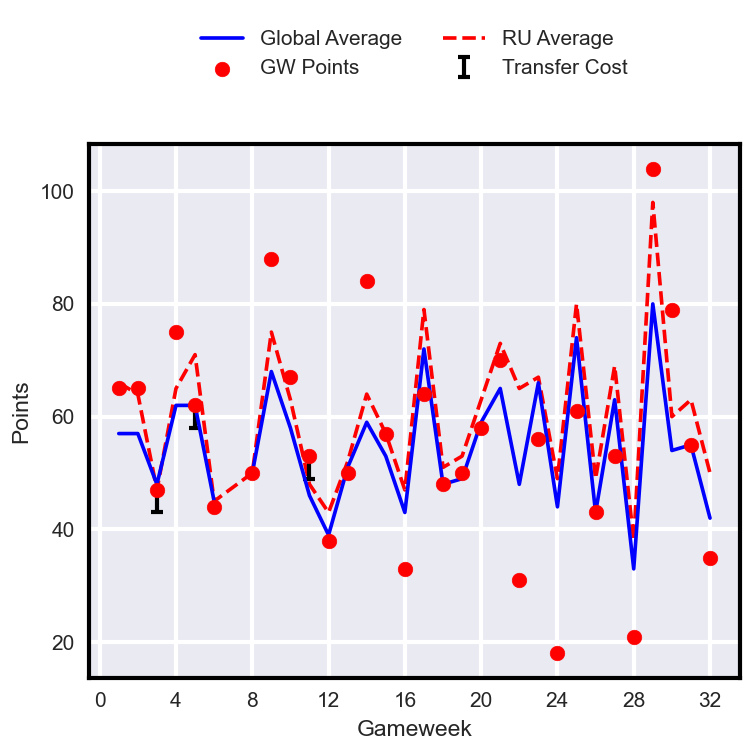 Global Average
RU Average
GW Points
Transfer Cost
100
80
60
40
20
Points
0 4 8 12 16 20 24 28 32
Gameweek